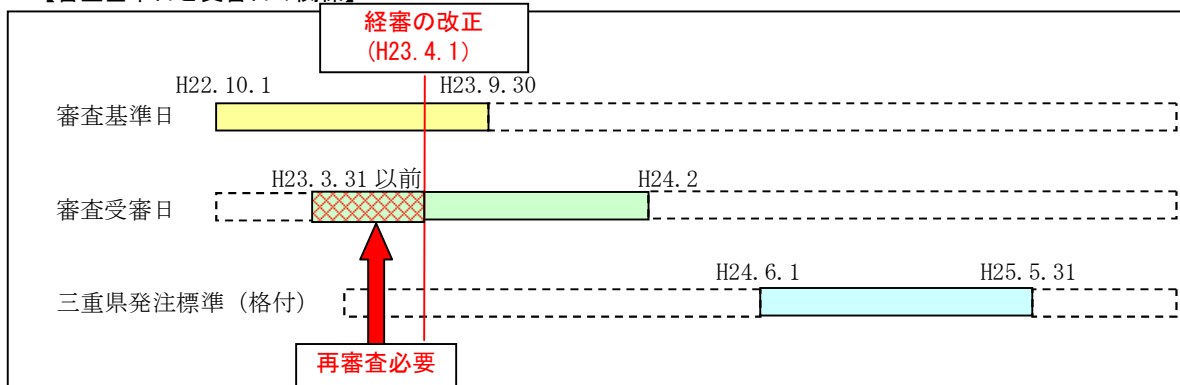 経審の改正
(H23.4.1)
H22.10.1
H23.9.30
審査基準日
H23.3.31 以前
H24.2
審査受審日
H24.6.1
H25.5.31
三重県発注標準（格付）
再審査必要